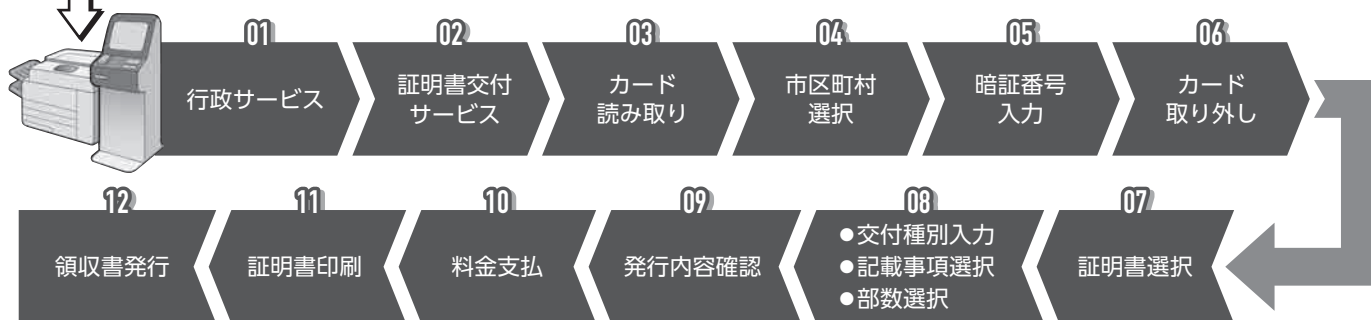 01
行政サービス
02
証明書交付
サービス
03
カード
読み取り
04
市区町村
選択
05
暗証番号
入力
06
カード
取り外し
07
証明書選択
08
●交付種別入力
●記載事項選択
●部数選択
09
発行内容確認
10
料金支払
11
証明書印刷
12
領収書発行